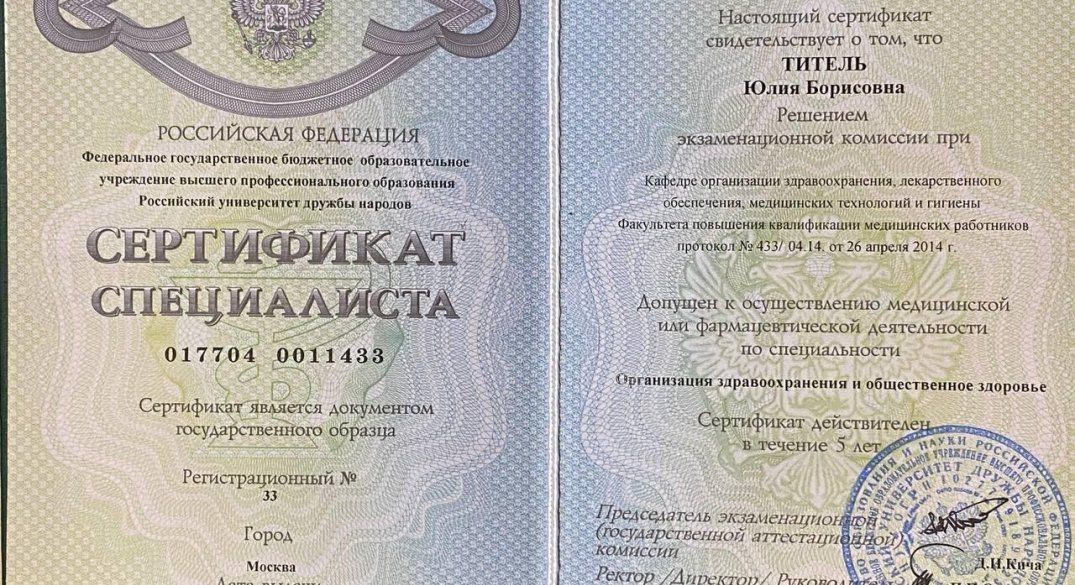 РОССИЙСКАЯ ФЕДЕРАЦИЯ
Федеральное государственное бюджетное образовательное
учреждение высшего профессионального образования
Российский университет дружбы народов
СЕРТИФИКАТ
СПЕЦИАЛИСТА
017704 0011433
Сертификат является документом
государственного образца
Регистрационный №
33
Город
Москва
Дата выдачи
Настоящий сертификат
свидетельствует о том, что
ТИТЕЛЬ
Юлия Борисовна
Решением
экзаменационной комиссии при
Кафедре организации здравоохранения, лекарственного
обеспечения, медицинских технологий и гигиены
Факультета повышения квалификации медицинских работников
протокол № 433/ 04.14. от 26 апреля 2014 г.
Допущен к осуществлению медицинской
или фармацевтической деятельности
по специальности
Организация здравоохранения и общественное здоровье
Сертификат действителен
в течение 5 лет
Председатель экзаменационной
(государственной аттестационной)
комиссии
Д.И.Кича
Ректор /Директор/